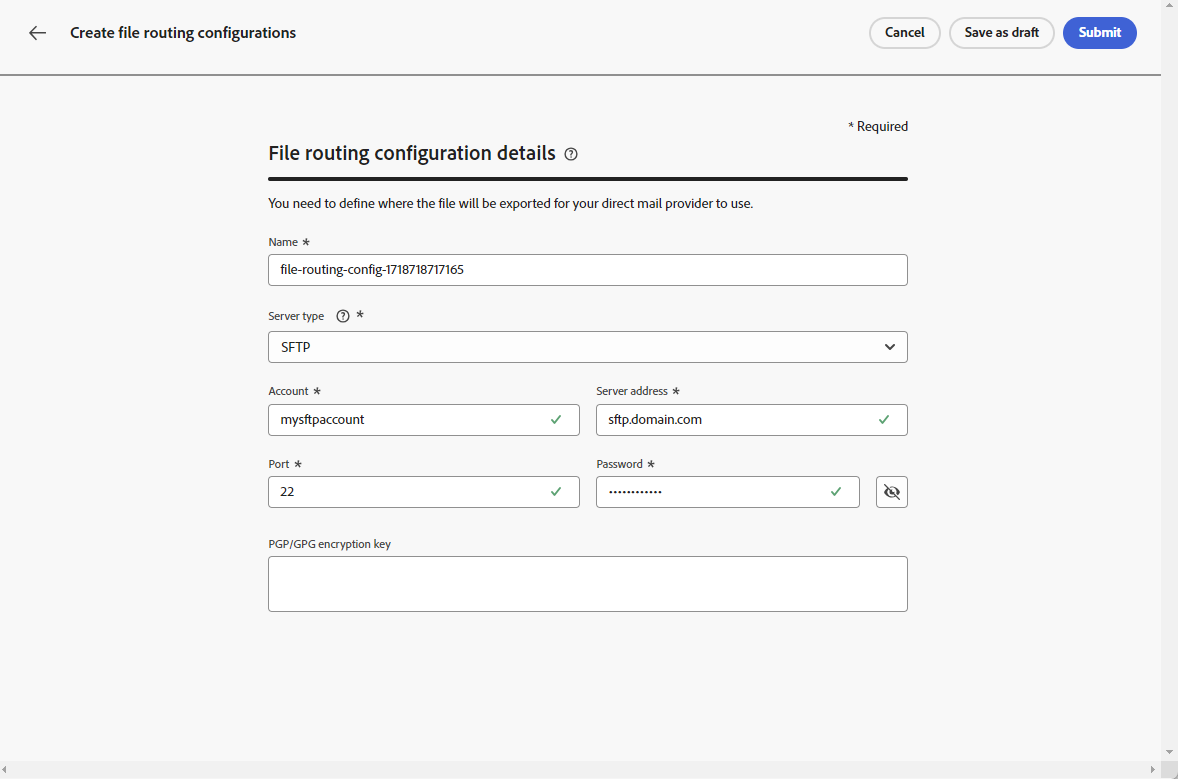 Create file routing configurations
Cancel
Save as draft
Submit
* Required
File routing configuration details
You need to define where the file will be exported for your direct mail provider to use.
Name *
file-routing-config-1718718717165
Server type *
SFTP
Account *
Server address *
mysftpaccount
sftp.domain.com
Port *
Password *
22
••••••••••••
PGP/GPG encryption key